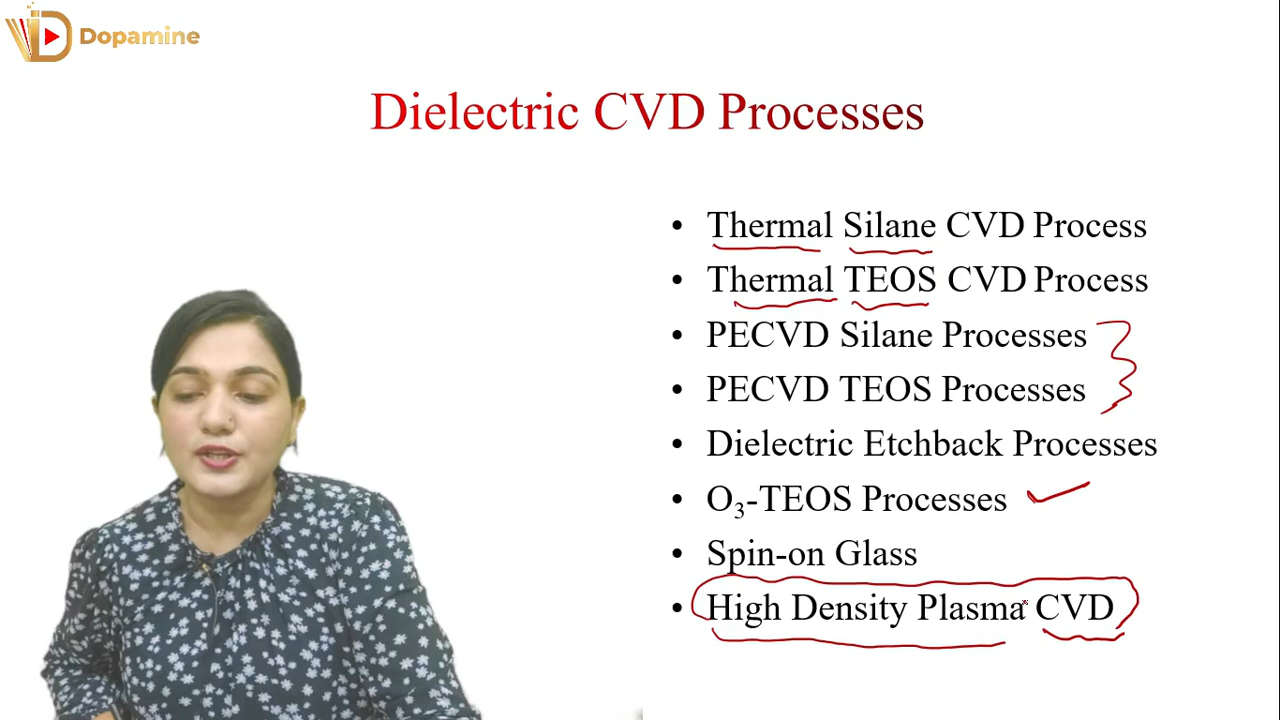 Dopamine
Dielectric CVD Processes
• Thermal Silane CVD Process
• Thermal TEOS CVD Process
• PECVD Silane Processes
• PECVD TEOS Processes
• Dielectric Etchback Processes
• O₃-TEOS Processes
• Spin-on Glass
• High Density Plasma CVD